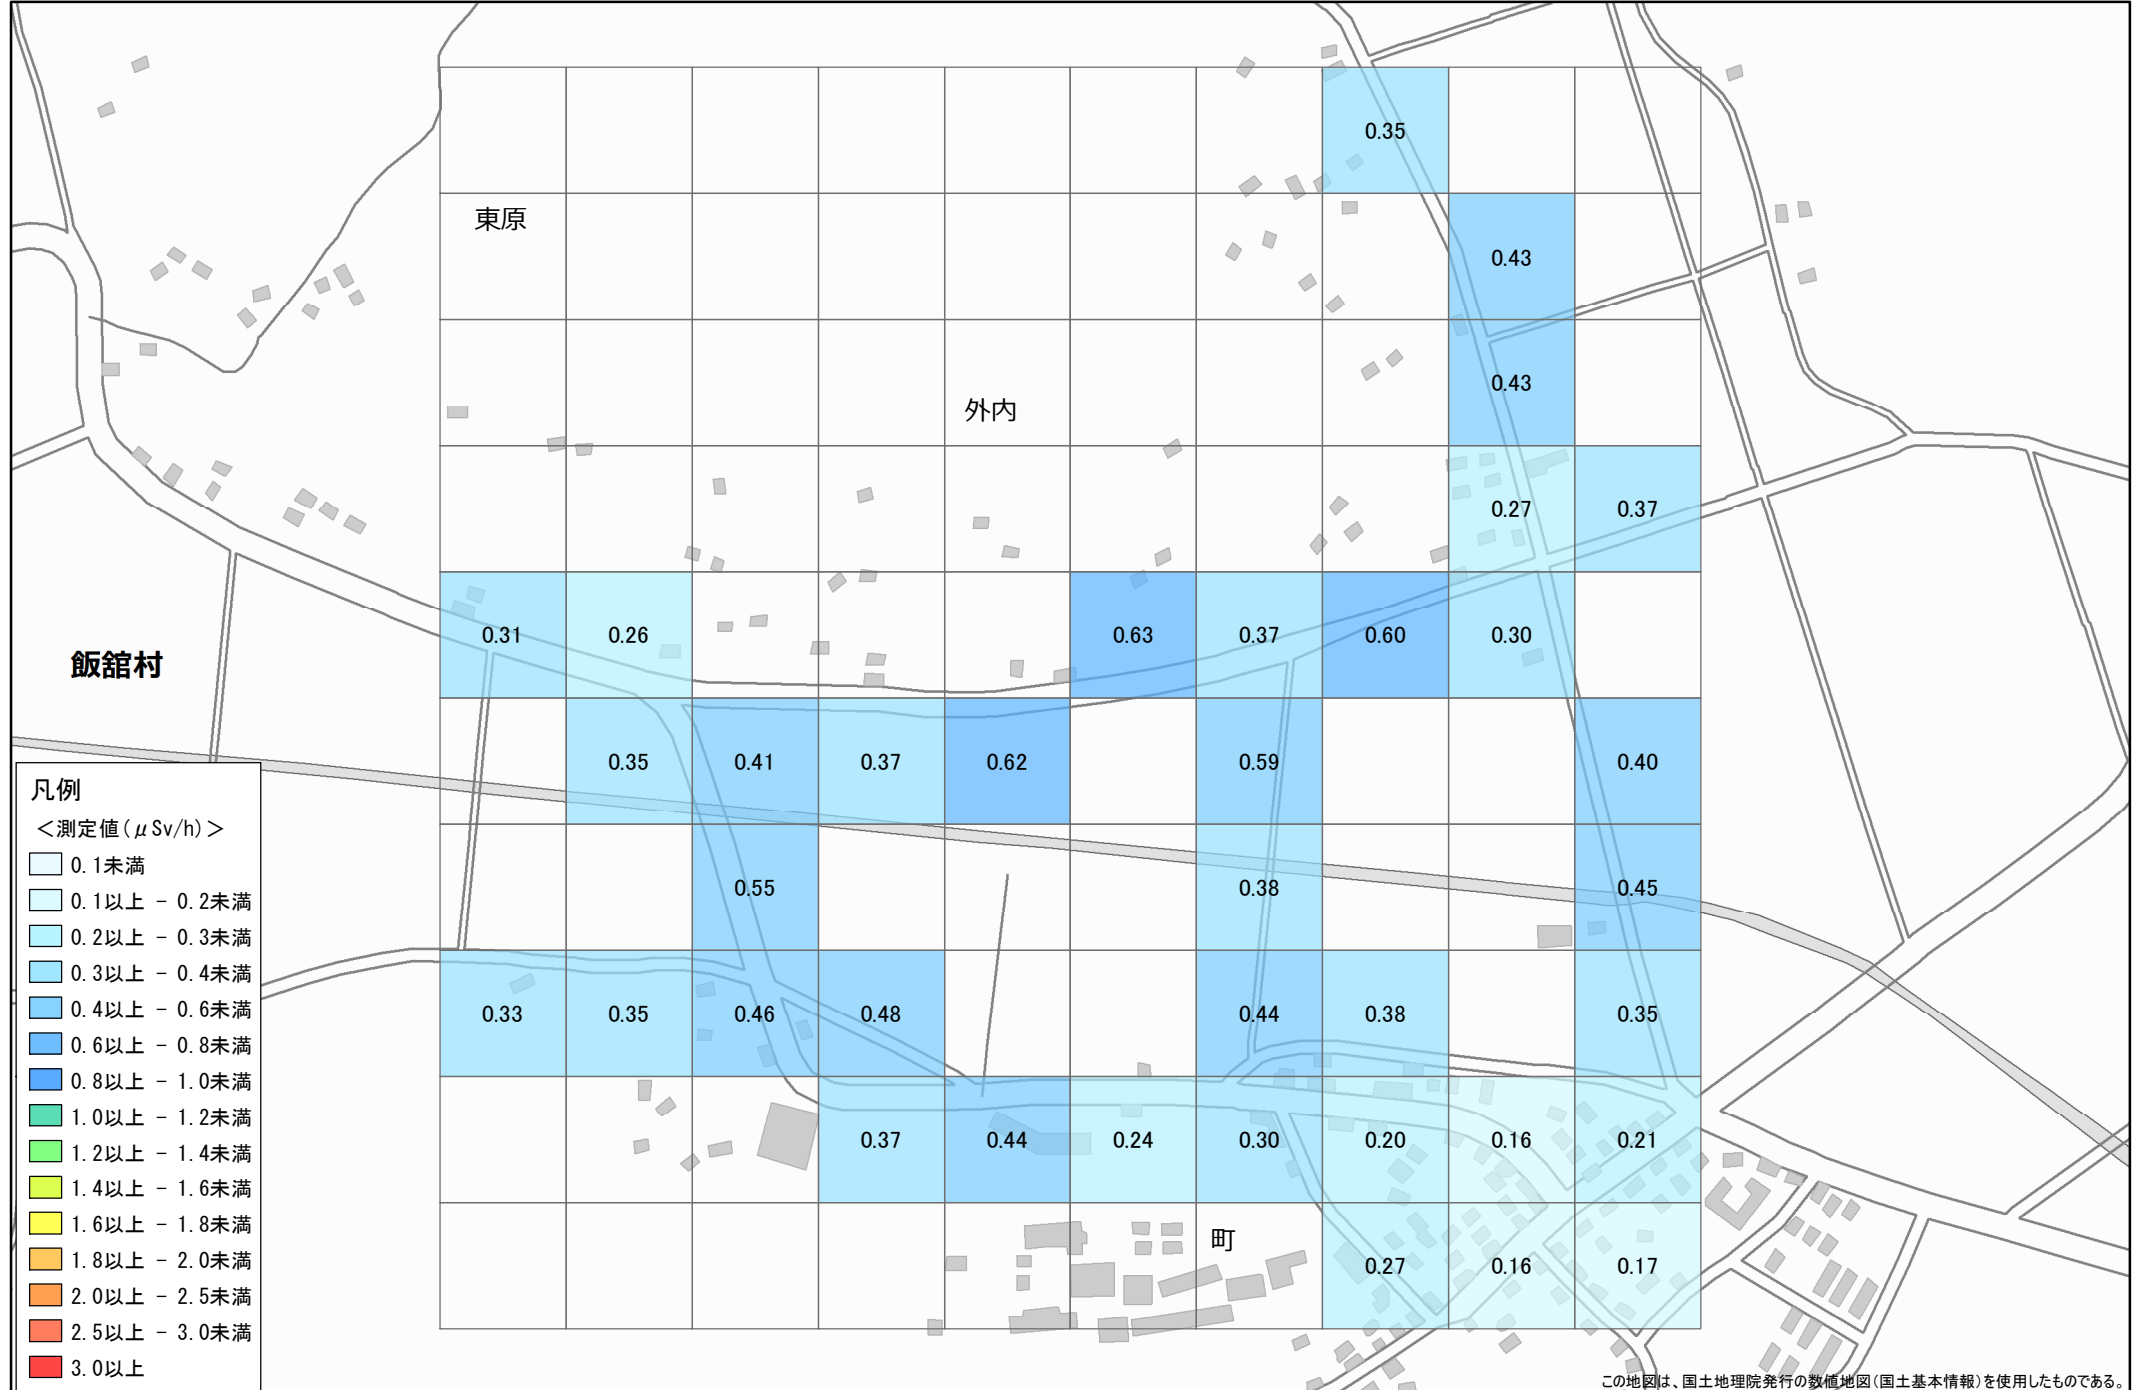 0.35
東原
0.43
外内
0.43
0.27
0.37
飯舘村
0.31
0.26
0.63
0.37
0.60
0.30
0.35
0.41
0.37
0.62
0.59
0.40
0.55
0.38
0.45
0.33
0.35
0.46
0.48
0.44
0.38
0.35
0.37
0.44
0.24
0.30
0.20
0.16
0.21
町
0.27
0.16
0.17
凡例
＜測定値(μSv/h)＞
0.1未満
0.1以上 － 0.2未満
0.2以上 － 0.3未満
0.3以上 － 0.4未満
0.4以上 － 0.6未満
0.6以上 － 0.8未満
0.8以上 － 1.0未満
1.0以上 － 1.2未満
1.2以上 － 1.4未満
1.4以上 － 1.6未満
1.6以上 － 1.8未満
1.8以上 － 2.0未満
2.0以上 － 2.5未満
2.5以上 － 3.0未満
3.0以上
この地図は、国土地理院発行の数値地図(国土基本情報)を使用したものである。